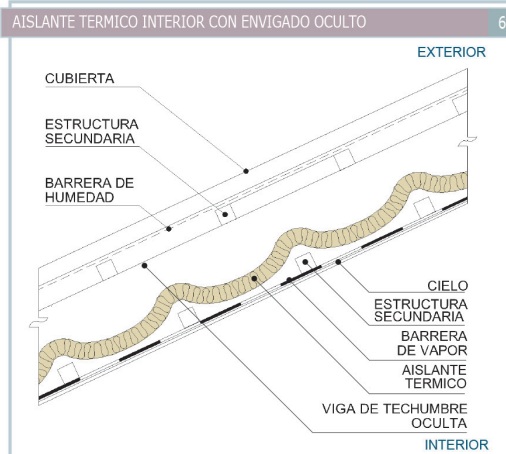 AISLANTE TERMICO INTERIOR CON ENVIGADO OCULTO
6
EXTERIOR
CUBIERTA
ESTRUCTURA
SECUNDARIA
BARRERA DE
HUMEDAD
CIELO
ESTRUCTURA
SECUNDARIA
BARRERA
DE VAPOR
AISLANTE
TERMICO
VIGA DE TECHUMBRE
OCULTA
INTERIOR